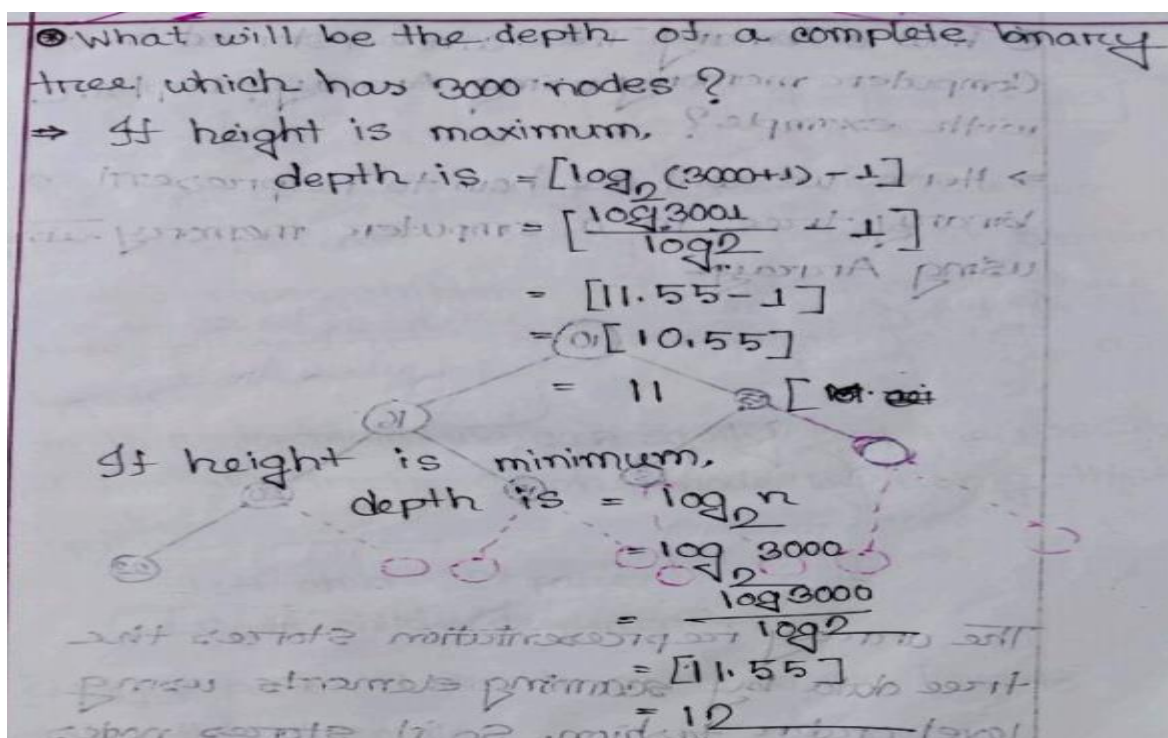 What will be the depth of a complete binary
tree which has 3000 nodes ?
⇒ If height is maximum,
depth is = [log₂ (3000+1) - 1]
= [log 3001 / log 2 - 1]
= [11.55 - 1]
= [10.55]
= 11
If height is minimum,
depth is = log₂ n
= log₂ 3000
= log 3000 / log 2
= [11.55]
= 12